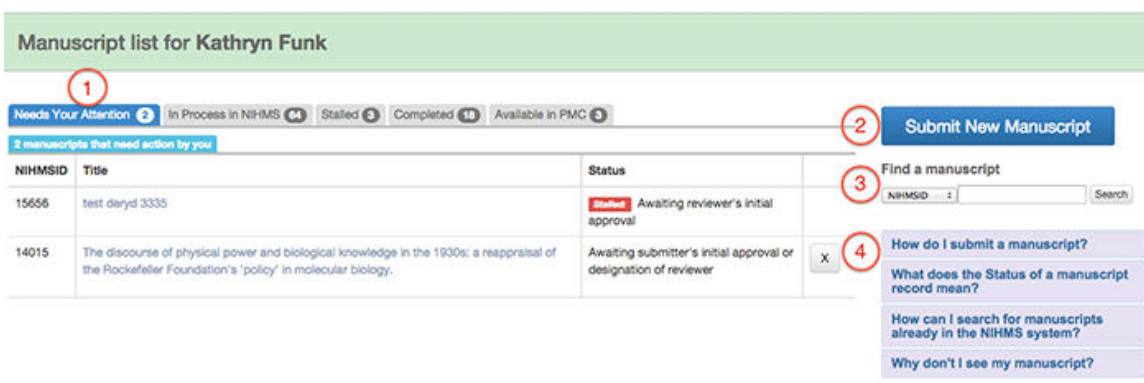 Manuscript list for Kathryn Funk
1
Needs Your Attention 2 In Process in NIHMS 64 Stalled 3 Completed 18 Available in PMC 3
2 manuscripts that need action by you
NIHMSID Title Status
15656 test deryd 3335 Stalled: Awaiting reviewer's initial
approval
14015 The discourse of physical power and biological knowledge in the 1930s: a reappraisal of
the Rockefeller Foundation's 'policy' in molecular biology.
Awaiting submitter's initial approval or
designation of reviewer
X
2
Submit New Manuscript
3
Find a manuscript
NIHMSID Search
4
How do I submit a manuscript?
What does the Status of a manuscript
record mean?
How can I search for manuscripts
already in the NIHMS system?
Why don't I see my manuscript?